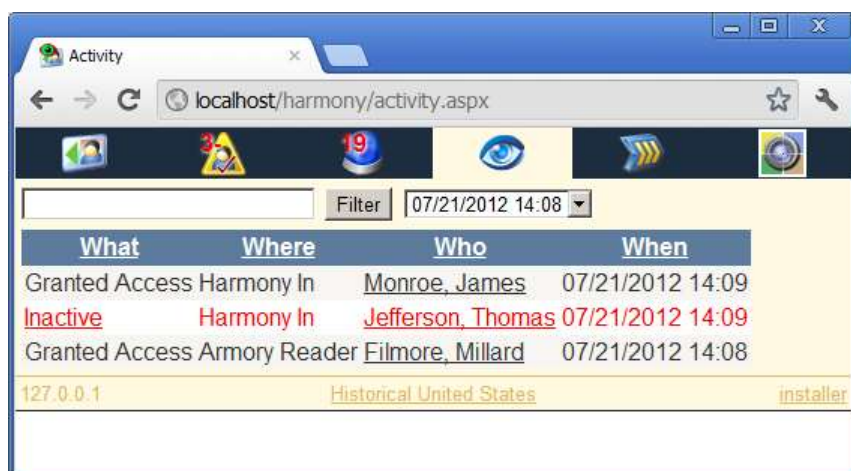 Activity
localhost/harmony/activity.aspx
3
19
Filter 07/21/2012 14:08
What Where Who When
Granted Access Harmony In Monroe, James 07/21/2012 14:09
Inactive Harmony In Jefferson, Thomas 07/21/2012 14:09
Granted Access Armory Reader Filmore, Millard 07/21/2012 14:08
127.0.0.1 Historical United States installer